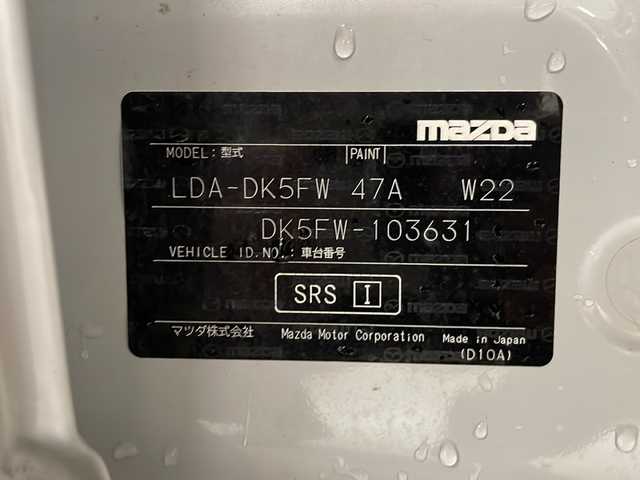 mazda
MODEL: 型式 PAINT
LDA-DK5FW 47A W22
DK5FW-103631
VEHICLE ID.NO.: 車台番号
SRS I
マツダ株式会社 Mazda Motor Corporation Made in Japan
(D10A)